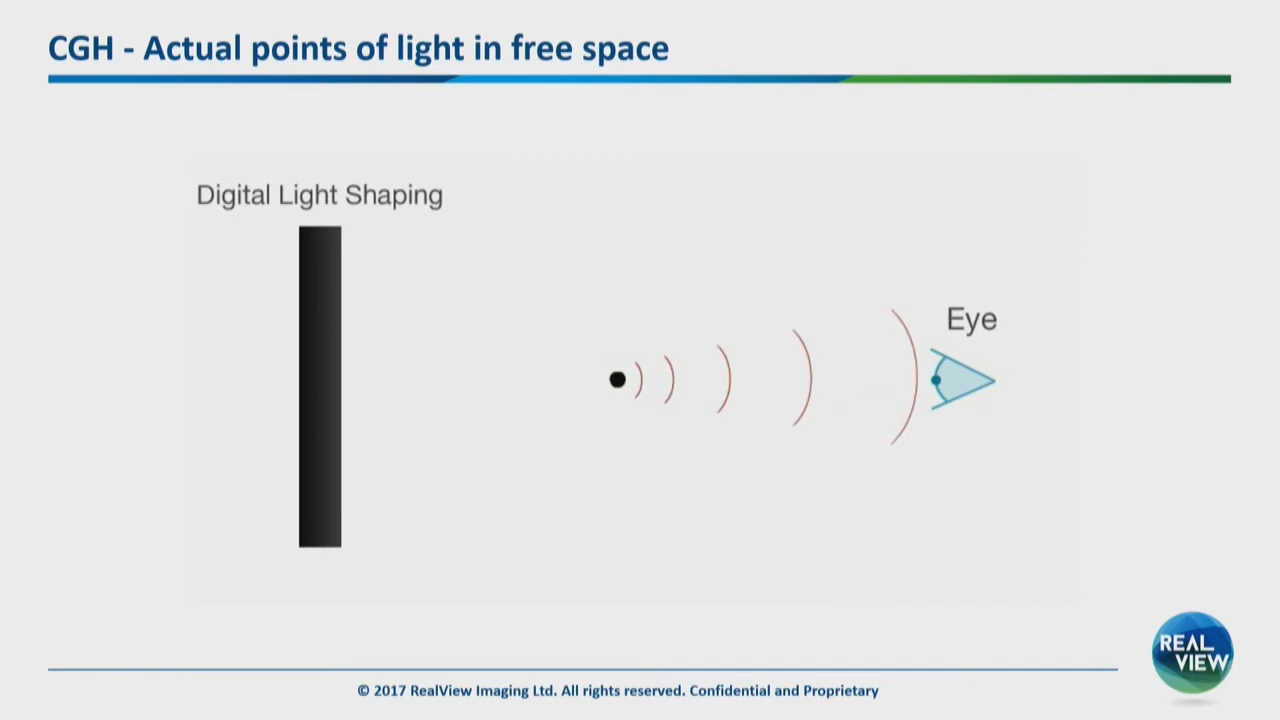 CGH - Actual points of light in free space
Digital Light Shaping
Eye
REAL
VIEW
© 2017 RealView Imaging Ltd. All rights reserved. Confidential and Proprietary